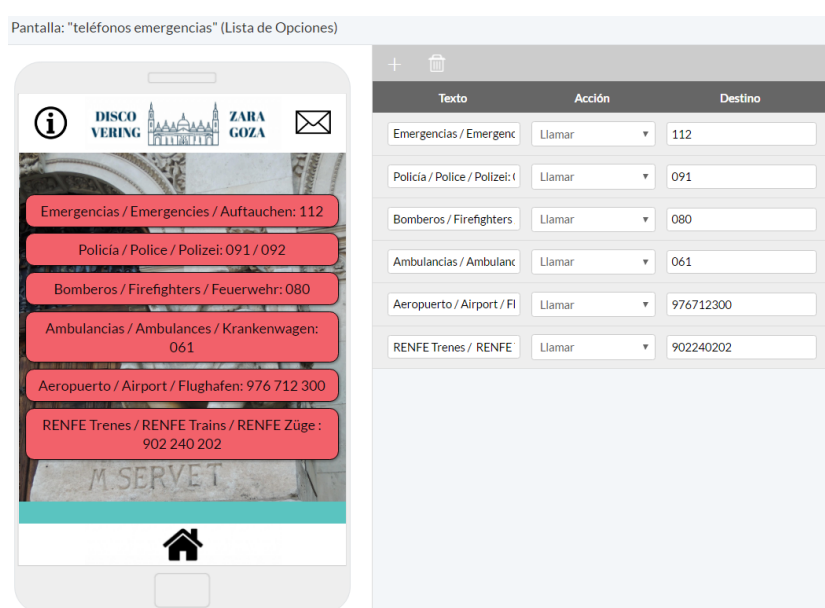 Pantalla: "teléfonos emergencias" (Lista de Opciones)
DISCO
VERING
ZARA
GOZA
Emergencias / Emergencies / Auftauchen: 112
Policía / Police / Polizei: 091 / 092
Bomberos / Firefighters / Feuerwehr: 080
Ambulancias / Ambulances / Krankenwagen:
061
Aeropuerto / Airport / Flughafen: 976 712 300
RENFE Trenes / RENFE Trains / RENFE Züge :
902 240 202
M. SERVET
Texto Acción Destino
Emergencias / Emergenc Llamar 112
Policía / Police / Polizei: ( Llamar 091
Bomberos / Firefighters Llamar 080
Ambulancias / Ambulanc Llamar 061
Aeropuerto / Airport / Fl Llamar 976712300
RENFE Trenes / RENFE Llamar 902240202